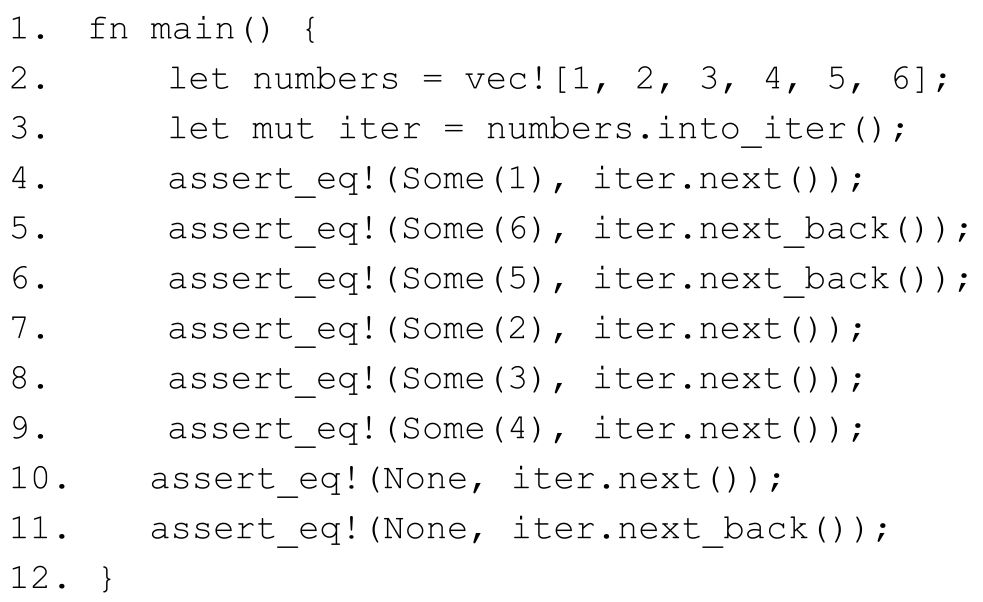 1.  fn main() {
2.      let numbers = vec![1, 2, 3, 4, 5, 6];
3.      let mut iter = numbers.into_iter();
4.      assert_eq!(Some(1), iter.next());
5.      assert_eq!(Some(6), iter.next_back());
6.      assert_eq!(Some(5), iter.next_back());
7.      assert_eq!(Some(2), iter.next());
8.      assert_eq!(Some(3), iter.next());
9.      assert_eq!(Some(4), iter.next());
10.    assert_eq!(None, iter.next());
11.    assert_eq!(None, iter.next_back());
12. }